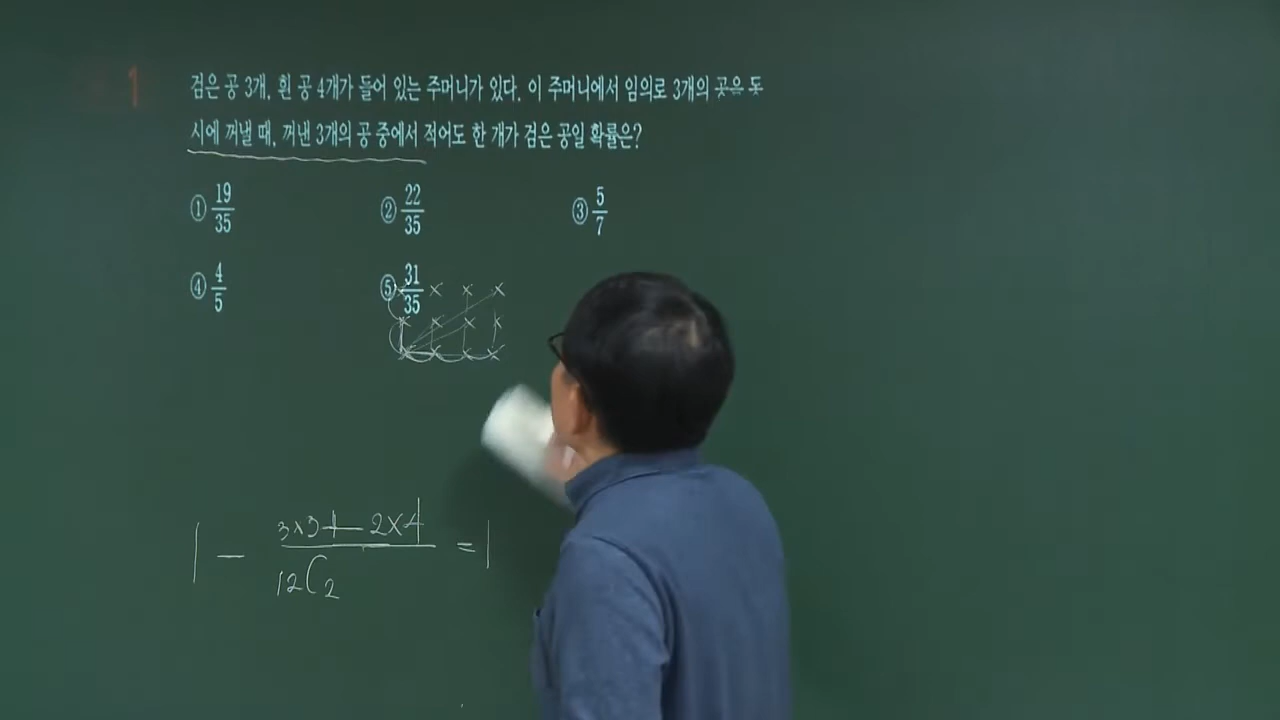 1
검은 공 3개, 흰 공 4개가 들어 있는 주머니가 있다. 이 주머니에서 임의로 3개의 공을 동
시에 꺼낼 때, 꺼낸 3개의 공 중에서 적어도 한 개가 검은 공일 확률은?
① 19/35 ② 22/35 ③ 5/7
④ 4/5 ⑤ 31/35
1 - (3×3+2×4)/12C2 = 1